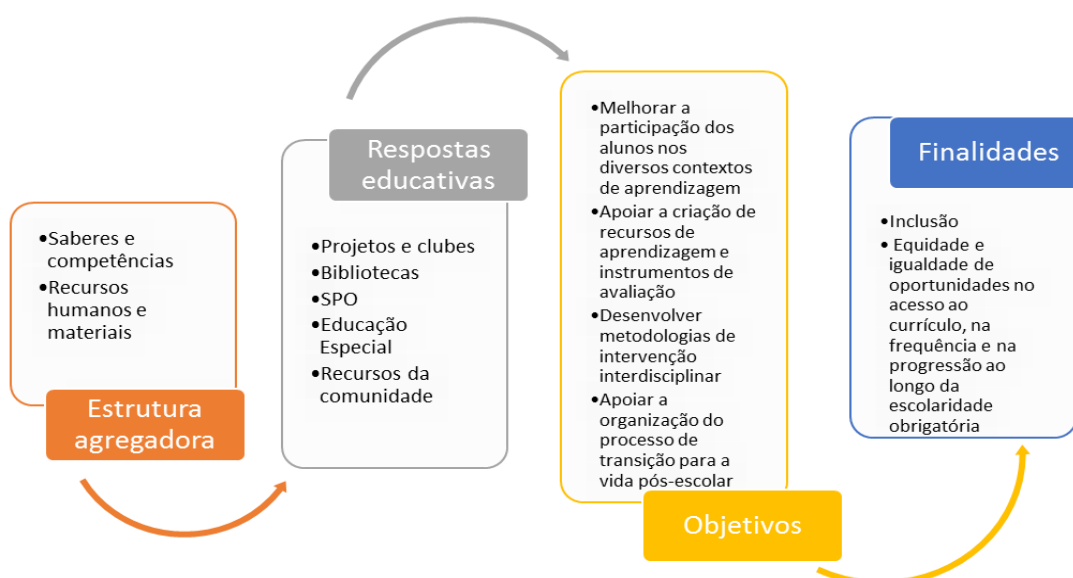 •Saberes e
competências
•Recursos
humanos e
materiais
Estrutura
agregadora
Respostas
educativas
•Projetos e clubes
•Bibliotecas
•SPO
•Educação
Especial
•Recursos da
comunidade
•Melhorar a
participação dos
alunos nos
diversos contextos
de aprendizagem
•Apoiar a criação de
recursos de
aprendizagem e
instrumentos de
avaliação
•Desenvolver
metodologias de
intervenção
interdisciplinar
•Apoiar a
organização do
processo de
transição para a
vida pós-escolar
Objetivos
Finalidades
•Inclusão
• Equidade e
igualdade de
oportunidades no
acesso ao
currículo, na
frequência e na
progressão ao
longo da
escolaridade
obrigatória